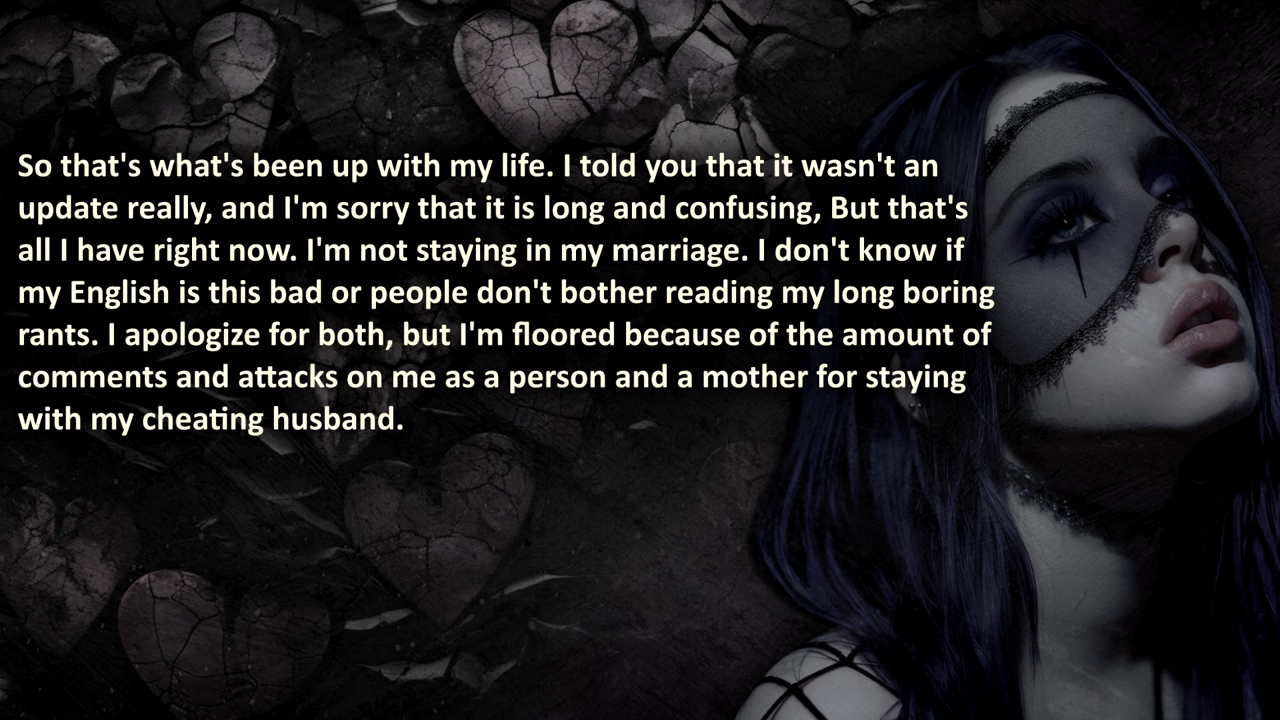 So that's what's been up with my life. I told you that it wasn't an
update really, and I'm sorry that it is long and confusing, But that's
all I have right now. I'm not staying in my marriage. I don't know if
my English is this bad or people don't bother reading my long boring
rants. I apologize for both, but I'm floored because of the amount of
comments and attacks on me as a person and a mother for staying
with my cheating husband.